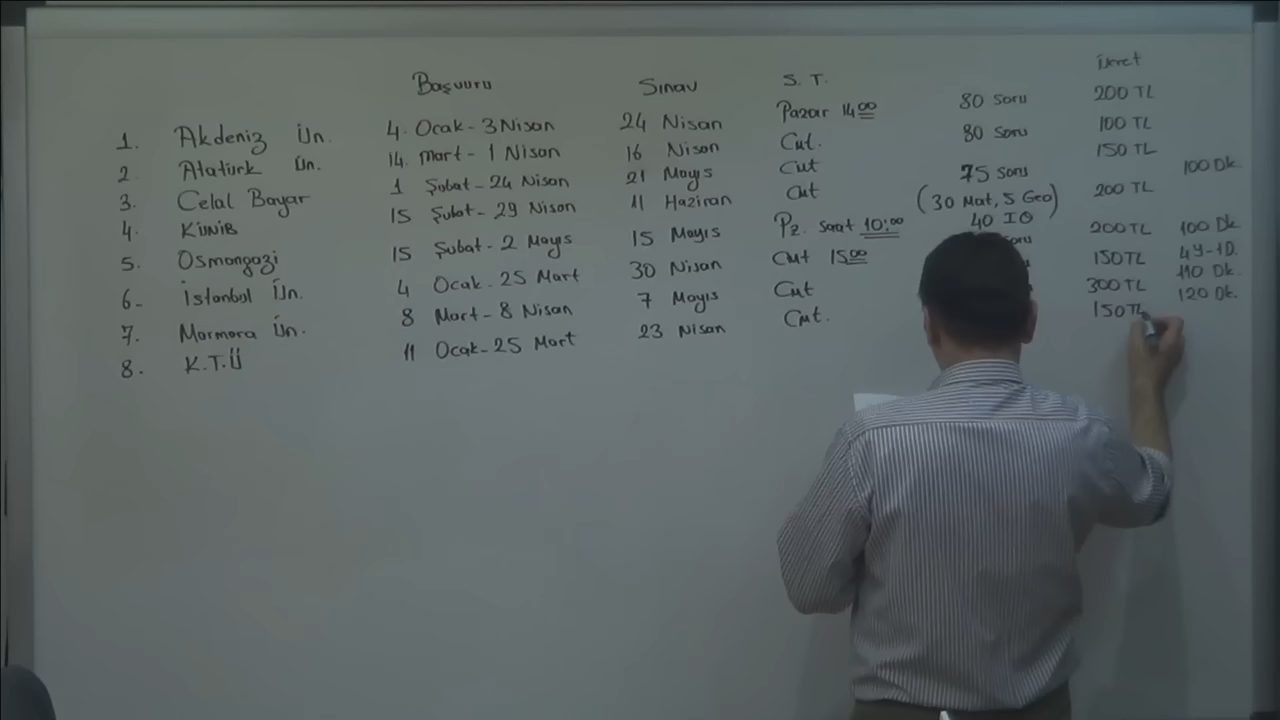 Başvuru Sınav S. T. Ücret
1. Akdeniz Ün. 4. Ocak - 3 Nisan 24 Nisan Pazar 14 00 80 Soru 200 TL
2 Atatürk Ün. 14. Mart - 1 Nisan 16 Nisan Cut. 80 Soru 100 TL
3. Celal Bayar 1 Şubat - 24 Nisan 21 Mayıs Cut 75 Soru 150 TL 100 Dk.
4. KÜNİB 15 Şubat - 29 Nisan 11 Haziran Cut (30 Mat, 5 Geo) 40 IQ 200 TL
5. Osmangazi 15 Şubat - 2 Mayıs 15 Mayıs Pz. saat 10:00 200 TL 100 Dk.
6- İstanbul Ün. 4 Ocak - 25 Mart 30 Nisan Cut 15 00 150 TL 4Y-1D.
7. Marmara Ün. 8 Mart - 8 Nisan 7 Mayıs Cut 300 TL 110 Dk.
8. K.T.Ü 11 Ocak - 25 Mart 23 Nisan Cut. 150 TL 120 Dk.